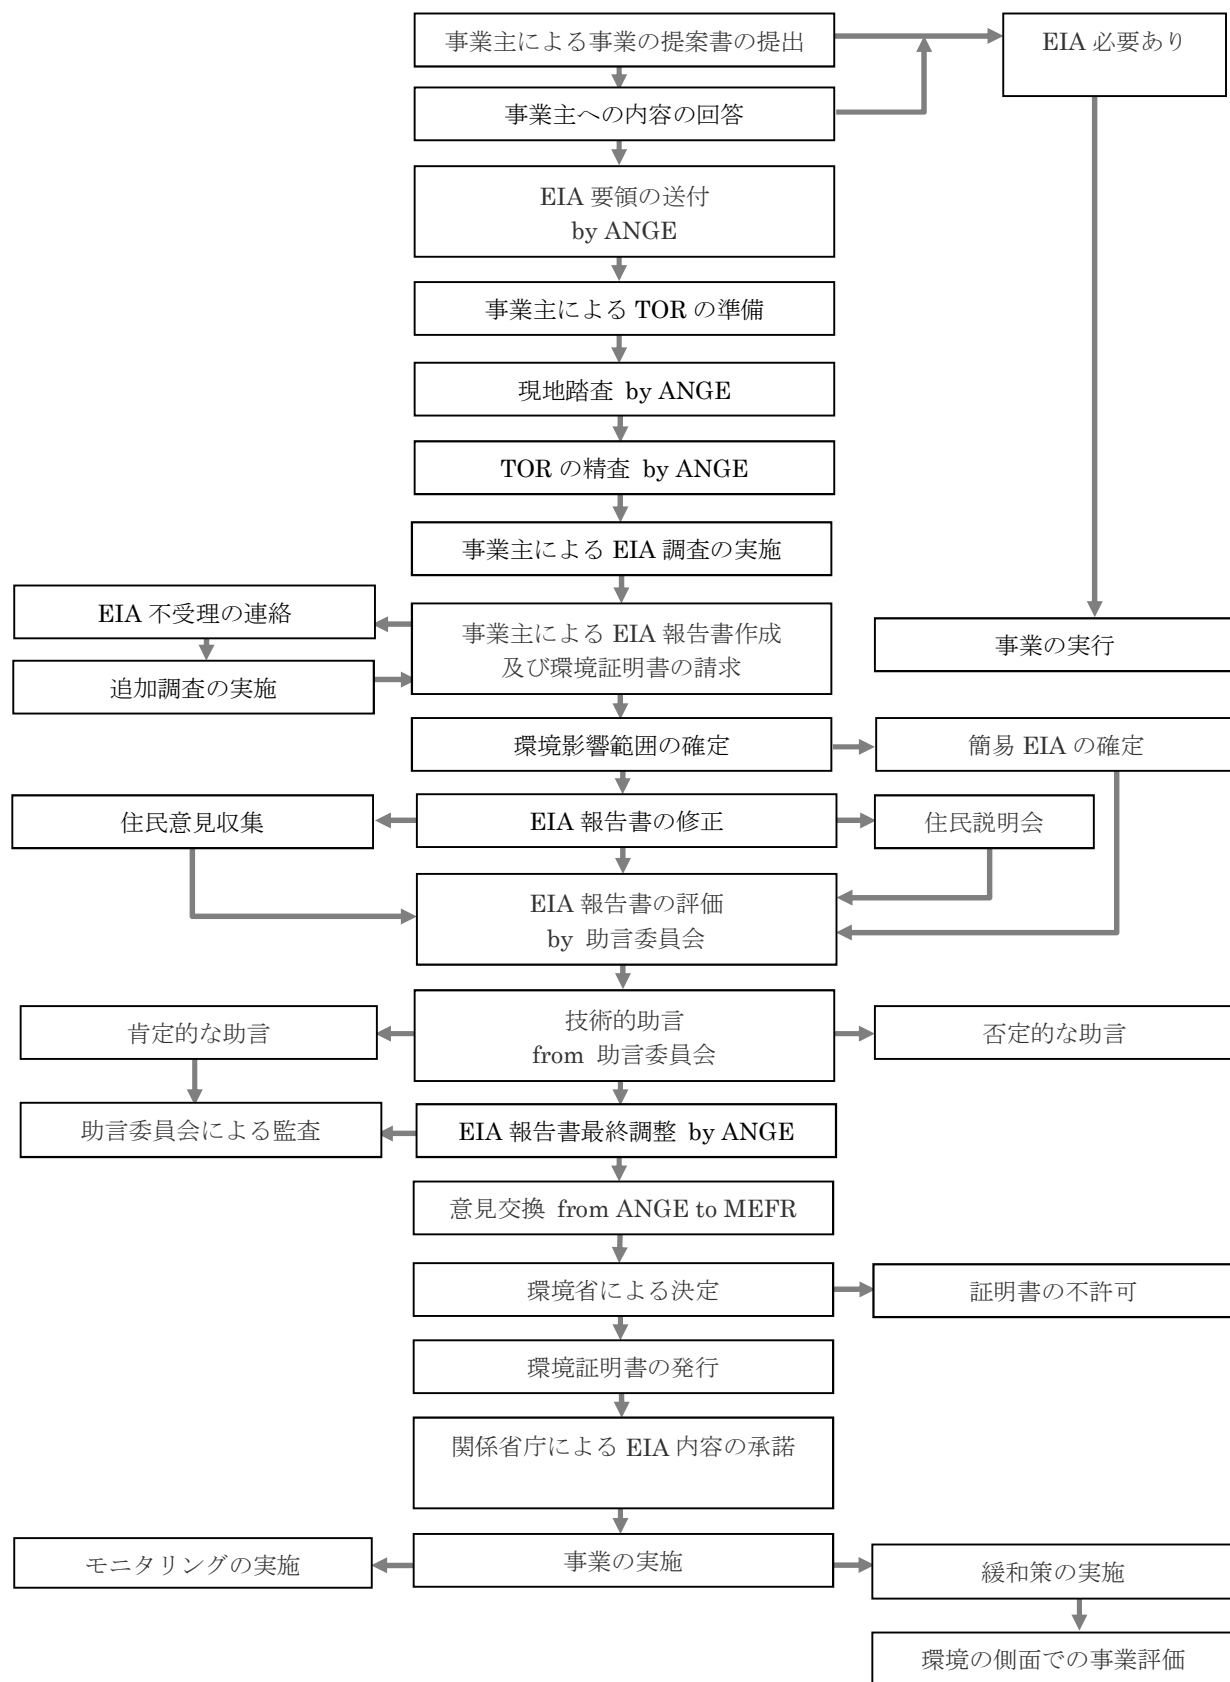 事業主による事業の提案書の提出
EIA 必要あり
事業主への内容の回答
EIA 要領の送付
by ANGE
事業主による TOR の準備
現地踏査 by ANGE
TOR の精査 by ANGE
事業主による EIA 調査の実施
EIA 不受理の連絡
事業主による EIA 報告書作成
及び環境証明書の請求
事業の実行
追加調査の実施
環境影響範囲の確定
簡易 EIA の確定
住民意見収集
EIA 報告書の修正
住民説明会
EIA 報告書の評価
by 助言委員会
肯定的な助言
技術的助言
from 助言委員会
否定的な助言
助言委員会による監査
EIA 報告書最終調整 by ANGE
意見交換 from ANGE to MEFR
環境省による決定
証明書の不許可
環境証明書の発行
関係省庁による EIA 内容の承諾
モニタリングの実施
事業の実施
緩和策の実施
環境の側面での事業評価